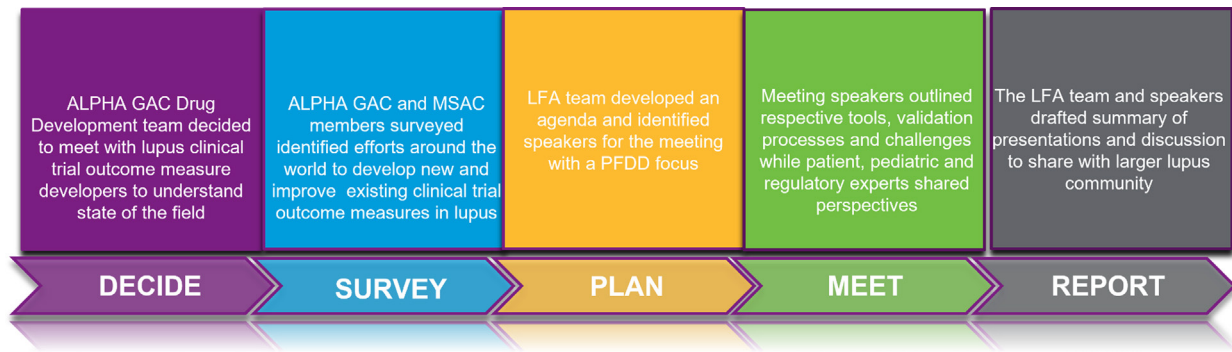 ALPHA GAC Drug
Development team decided
to meet with lupus clinical
trial outcome measure
developers to understand
state of the field
ALPHA GAC and MSAC
members surveyed
identified efforts around the
world to develop new and
improve existing clinical trial
outcome measures in lupus
LFA team developed an
agenda and identified
speakers for the meeting
with a PFDD focus
Meeting speakers outlined
respective tools, validation
processes and challenges
while patient, pediatric and
regulatory experts shared
perspectives
The LFA team and speakers
drafted summary of
presentations and discussion
to share with larger lupus
community
DECIDE
SURVEY
PLAN
MEET
REPORT